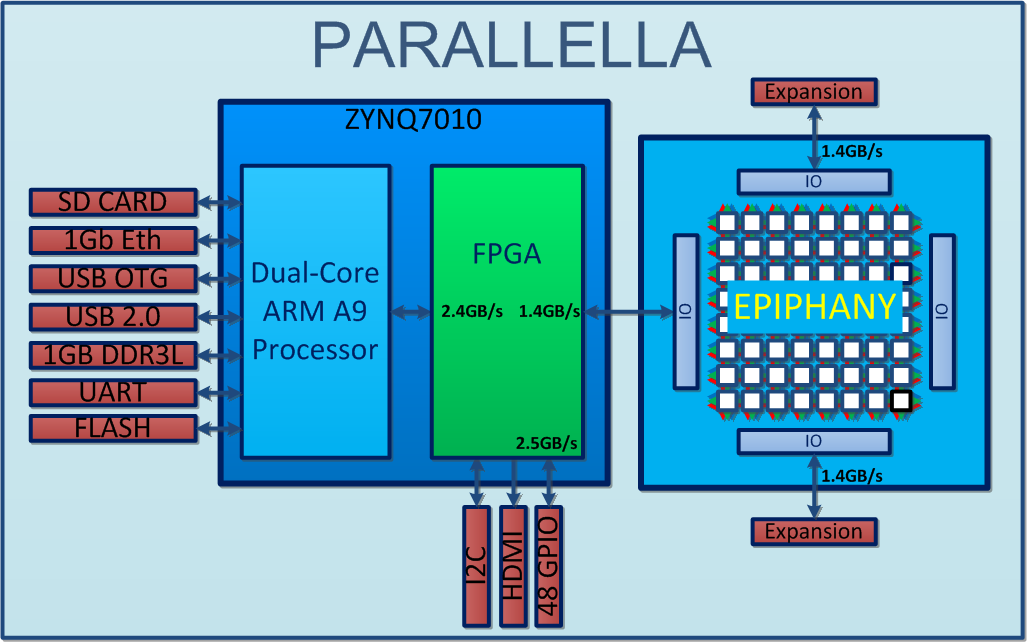 PARALLELLA
ZYNQ7010
SD CARD
1Gb Eth
USB OTG
USB 2.0
1GB DDR3L
UART
FLASH
Dual-Core
ARM A9
Processor
FPGA
2.4GB/s
1.4GB/s
2.5GB/s
I2C
HDMI
48 GPIO
Expansion
1.4GB/s
IO
IO
EPIPHANY
IO
IO
1.4GB/s
Expansion